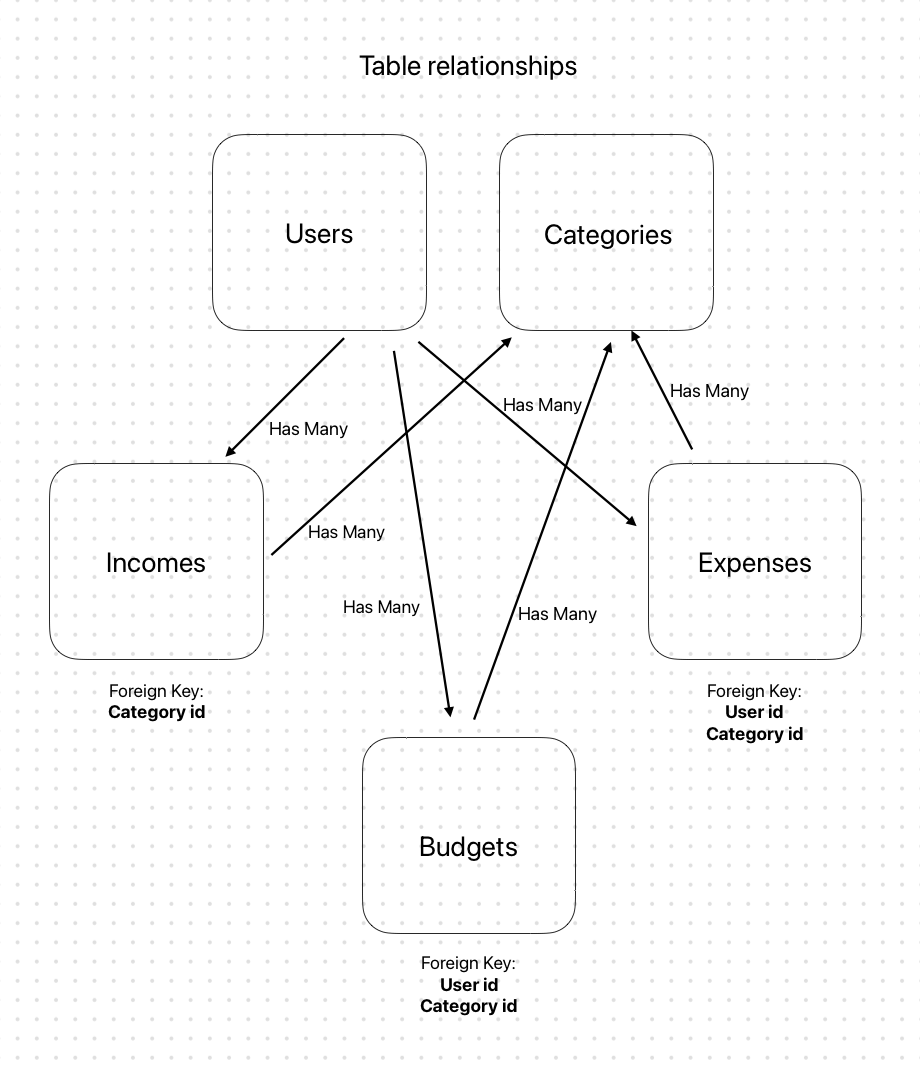 Table relationships
Users
Categories
Has Many
Has Many
Has Many
Has Many
Has Many
Has Many
Incomes
Expenses
Foreign Key:
Category id
Foreign Key:
User id
Category id
Budgets
Foreign Key:
User id
Category id